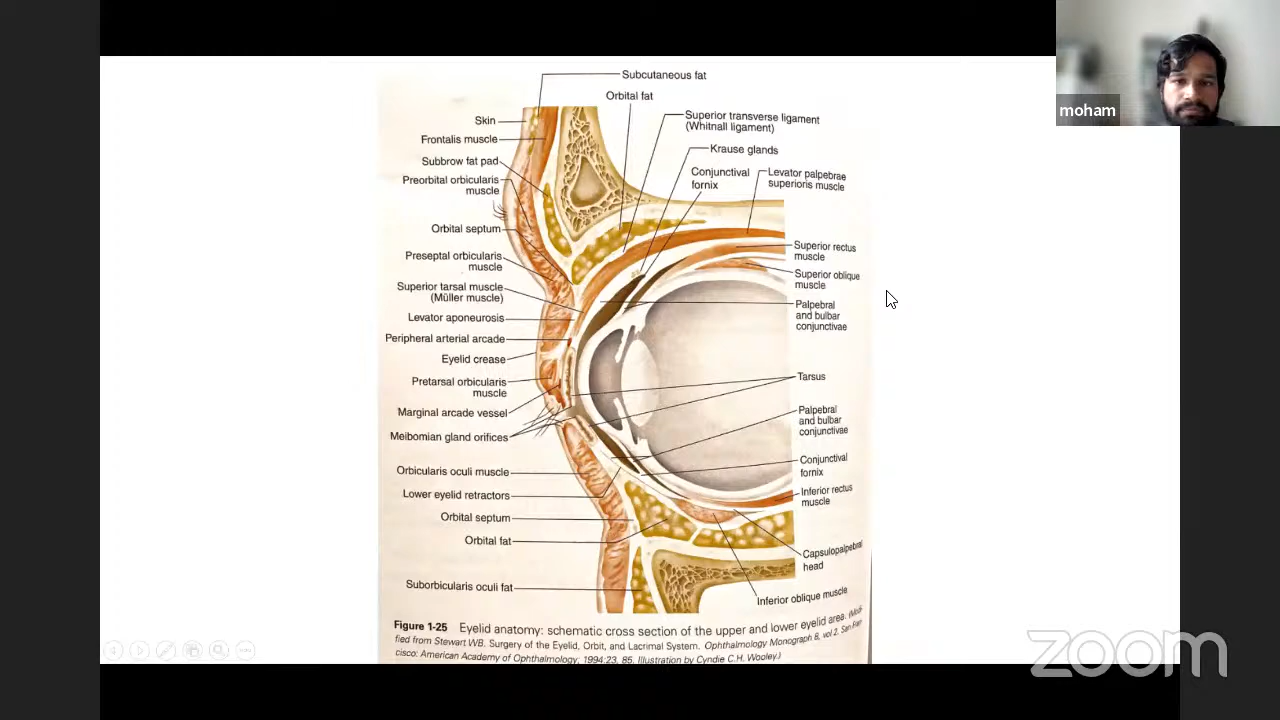 moham
Subcutaneous fat
Orbital fat
Superior transverse ligament
(Whitnall ligament)
Skin
Frontalis muscle
Krause glands
Subbrow fat pad
Conjunctival
fornix
Levator palpebrae
superioris muscle
Preorbital orbicularis
muscle
Orbital septum
Superior rectus
muscle
Preseptal orbicularis
muscle
Superior oblique
muscle
Superior tarsal muscle
(Müller muscle)
Palpebral
and bulbar
conjunctivae
Levator aponeurosis
Peripheral arterial arcade
Eyelid crease
Tarsus
Pretarsal orbicularis
muscle
Marginal arcade vessel
Palpebral
and bulbar
conjunctivae
Meibomian gland orifices
Conjunctival
fornix
Orbicularis oculi muscle
Lower eyelid retractors
Inferior rectus
muscle
Orbital septum
Orbital fat
Capsulopalpebral
head
Suborbicularis oculi fat
Inferior oblique muscle
Figure 1-25 Eyelid anatomy: schematic cross section of the upper and lower eyelid area. (Modi-
fied from Stewart WB. Surgery of the Eyelid, Orbit, and Lacrimal System. Ophthalmology Monograph 8, vol 2. San Fran
cisco: American Academy of Ophthalmology; 1994:23, 85. Illustration by Cyndie C.H. Wooley.)
zoom